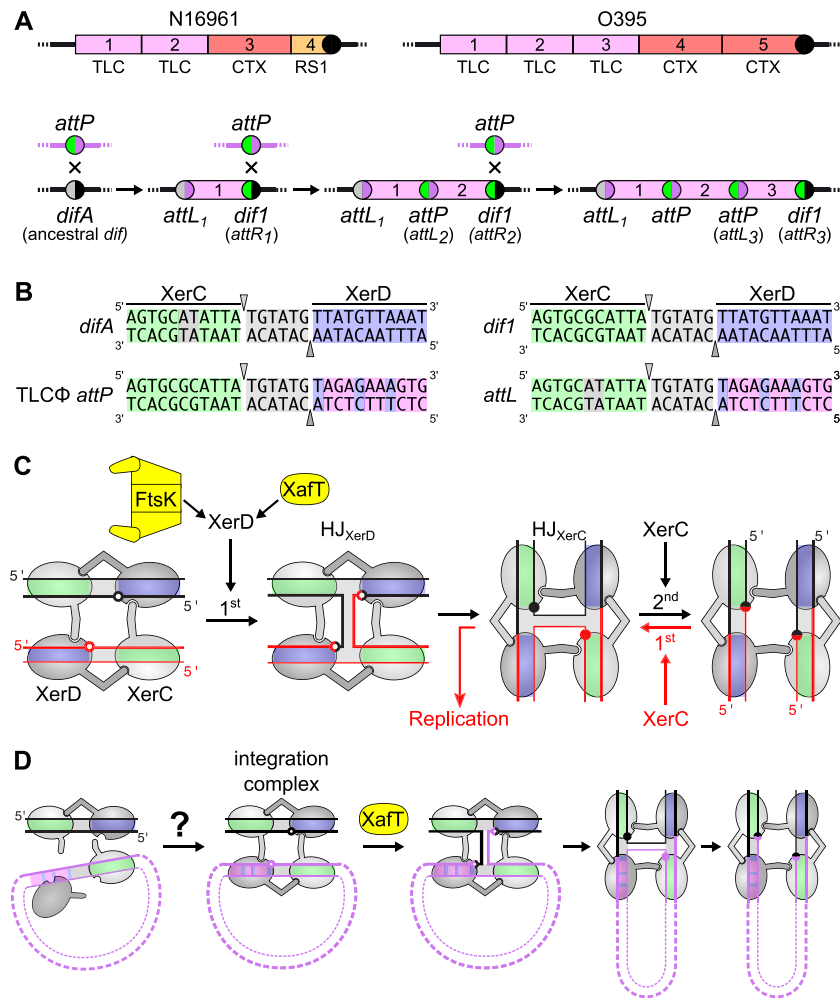 A
N16961
O395
1 2 3 4
1 2 3 4 5
TLC TLC CTX RS1
TLC TLC TLC CTX CTX
attP attP attP
× × ×
1
1 2
1 2 3
difA
(ancestral dif)
attL1 dif1
(attR1)
attL1 attP dif1
(attL2) (attR2)
attL1 attP attP dif1
(attL3) (attR3)
B
XerC XerD
5' 3'
difA
AGTGCATATTA TGTATG TTATGTTAAAT
TCACGTATAAT ACATAC AATACAATTTA
3'
XerC XerD
5' 3'
dif1
AGTGCGCATTA TGTATG TTATGTTAAAT
TCACGCGTAAT ACATAC AATACAATTTA
3' 5'
TLCΦ attP
5'
AGTGCGCATTA TGTATG TAGAGAAAGTG
TCACGCGTAAT ACATAC ATCTCTTTCTC
3'
attL
5' 3'
AGTGCATATTA TGTATG TAGAGAAAGTG
TCACGTATAAT ACATAC ATCTCTTTCTC
3' 5'
C
FtsK
XafT
XerD
HJXerD
HJXerC
XerC
5' 5'
5'
5'
5'
1st
2nd
1st
XerD XerC
Replication
XerC
5' 5'
D
integration
complex
5'
5'
?
XafT